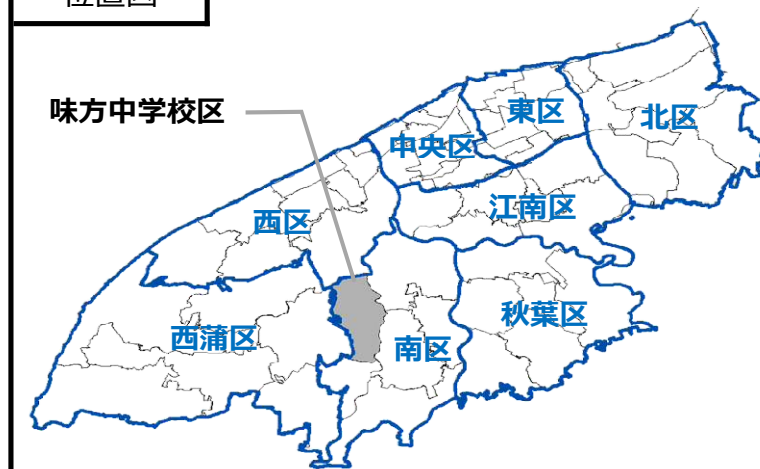 位置図
味方中学校区
東区
北区
中央区
江南区
西区
秋葉区
西蒲区
南区